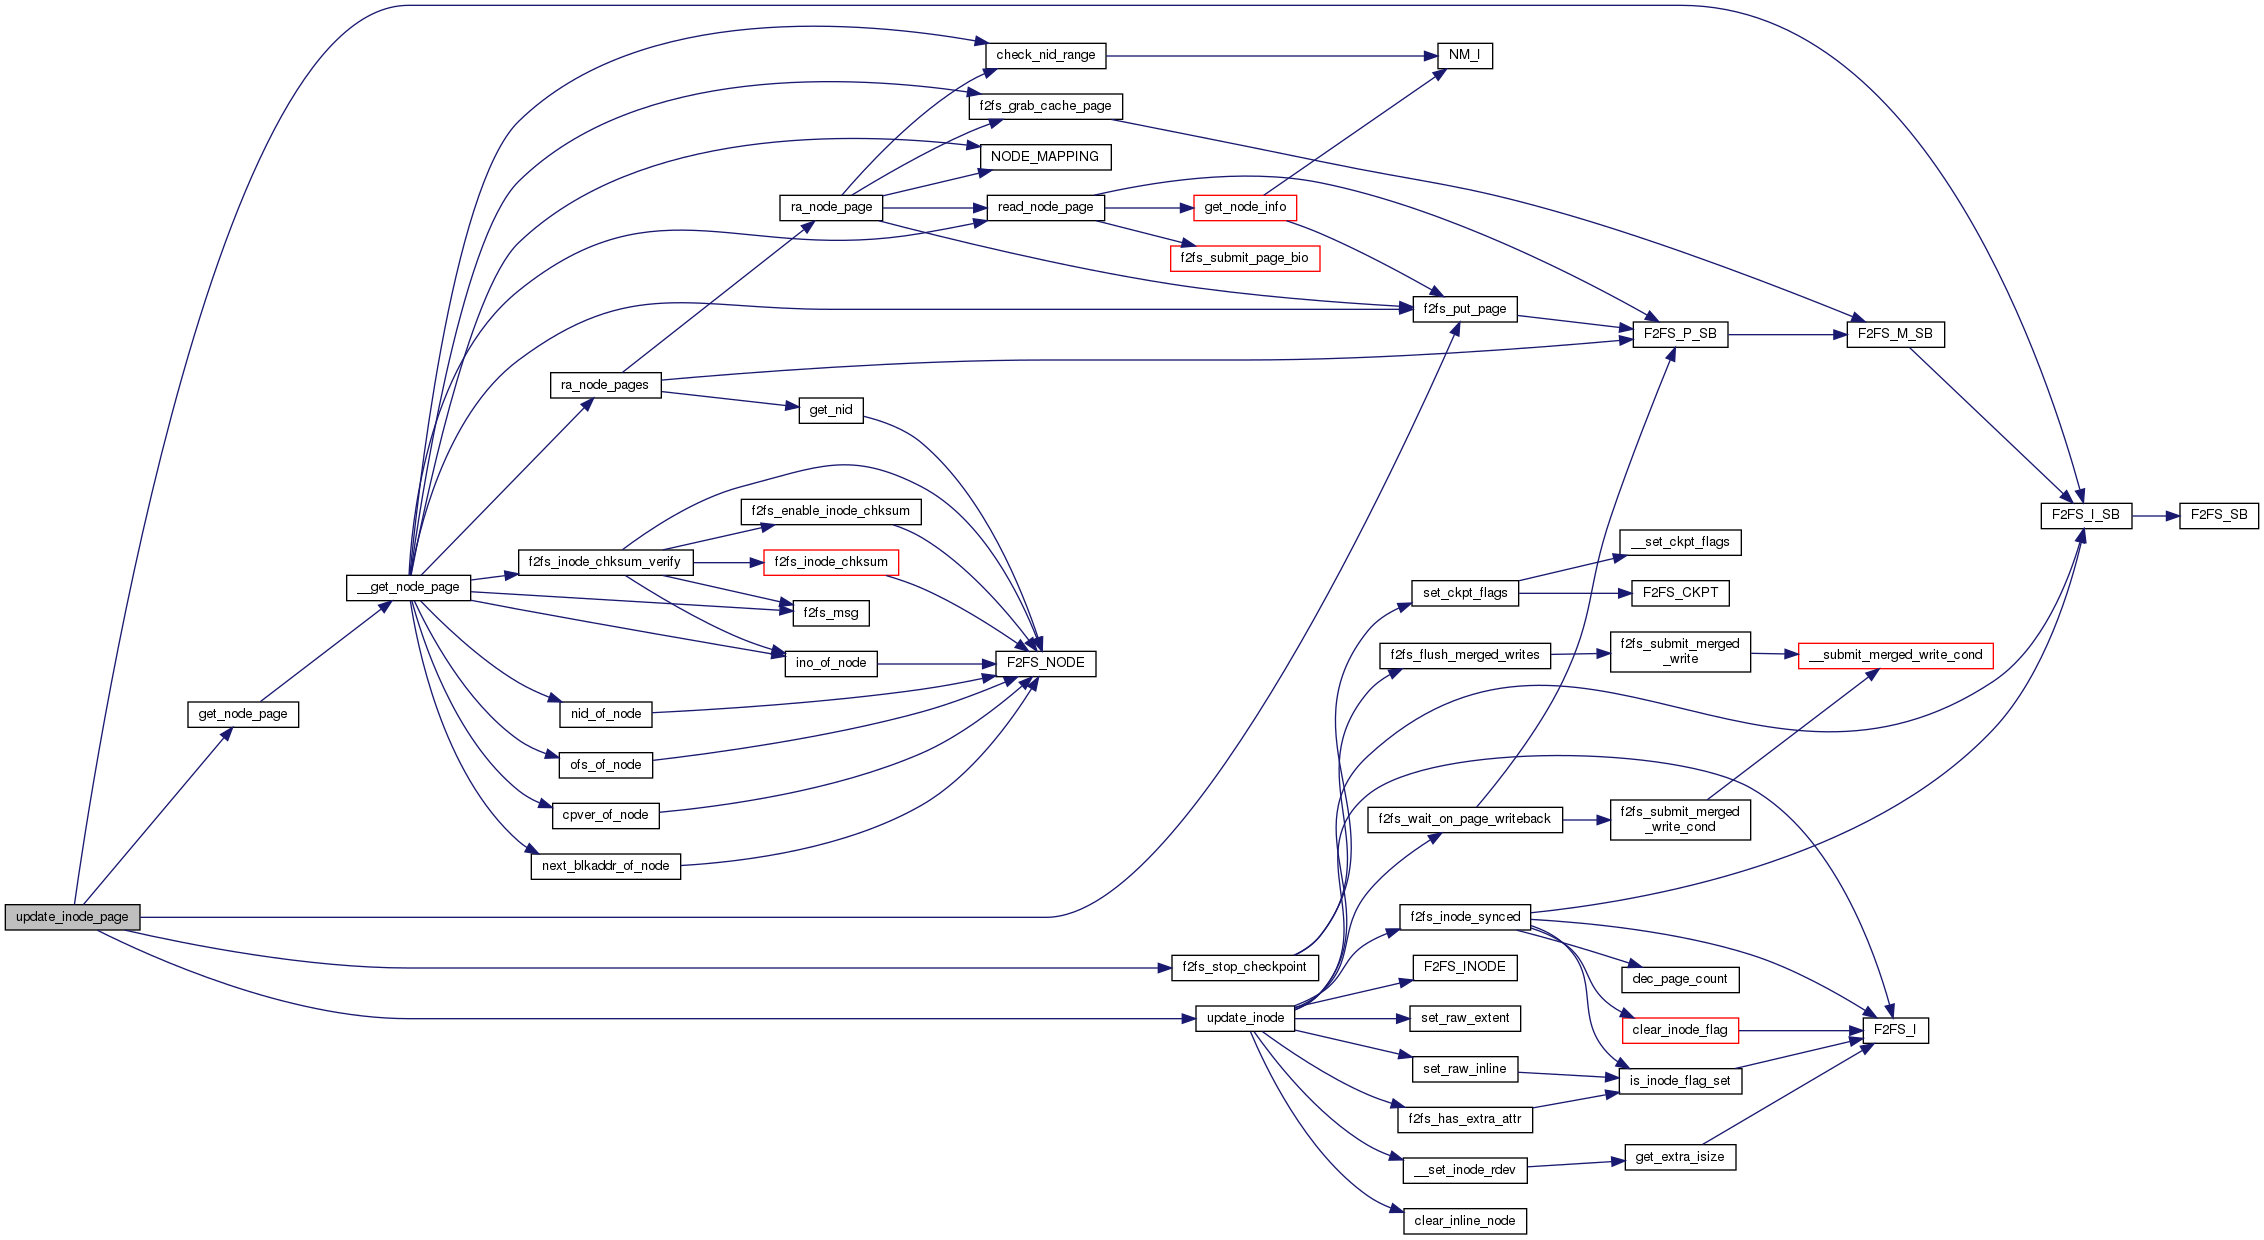 check_nid_range
NM_I
f2fs_grab_cache_page
NODE_MAPPING
ra_node_page
read_node_page
get_node_info
f2fs_submit_page_bio
f2fs_put_page
F2FS_P_SB
F2FS_M_SB
ra_node_pages
get_nid
f2fs_enable_inode_chksum
F2FS_I_SB
F2FS_SB
__set_ckpt_flags
f2fs_inode_chksum_verify
f2fs_inode_chksum
__get_node_page
set_ckpt_flags
F2FS_CKPT
f2fs_msg
ino_of_node
F2FS_NODE
f2fs_flush_merged_writes
f2fs_submit_merged
_write
__submit_merged_write_cond
get_node_page
nid_of_node
ofs_of_node
cpver_of_node
f2fs_wait_on_page_writeback
f2fs_submit_merged
_write_cond
next_blkaddr_of_node
update_inode_page
f2fs_inode_synced
f2fs_stop_checkpoint
F2FS_INODE
dec_page_count
update_inode
set_raw_extent
clear_inode_flag
F2FS_I
set_raw_inline
is_inode_flag_set
f2fs_has_extra_attr
get_extra_isize
__set_inode_rdev
clear_inline_node